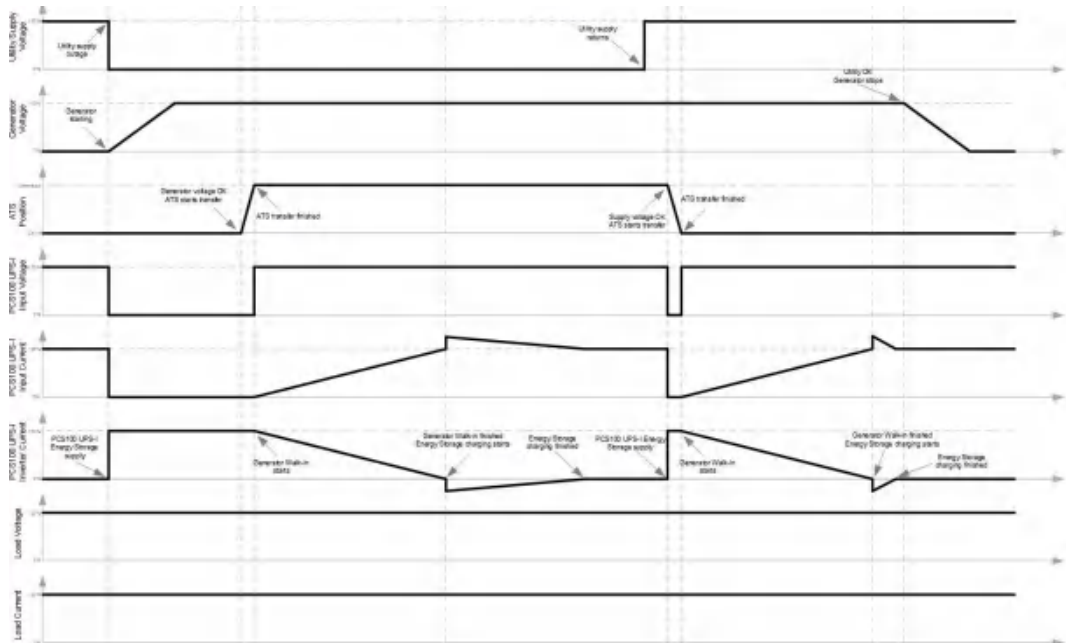 Utility Supply
Voltage
Utility supply
outage
Utility supply
returns
Generator
Voltage
Generator
starting
Utility OK
Generator stops
ATS
Position
Generator voltage OK
ATS starts transfer
ATS transfer finished
Supply voltage OK
ATS starts transfer
ATS transfer finished
PCS100 UPS-I
Input Voltage
PCS100 UPS-I
Input Current
PCS100 UPS-I
Inverter Current
PCS100 UPS-I
Energy Storage
supply
Generator Walk-in
starts
Generator Walk-in finished
Energy Storage charging starts
Energy Storage
charging finished
PCS100 UPS-I Energy
Storage supply
Generator Walk-in
starts
Generator Walk-in finished
Energy Storage charging starts
Energy Storage
charging finished
Load Voltage
Load Current